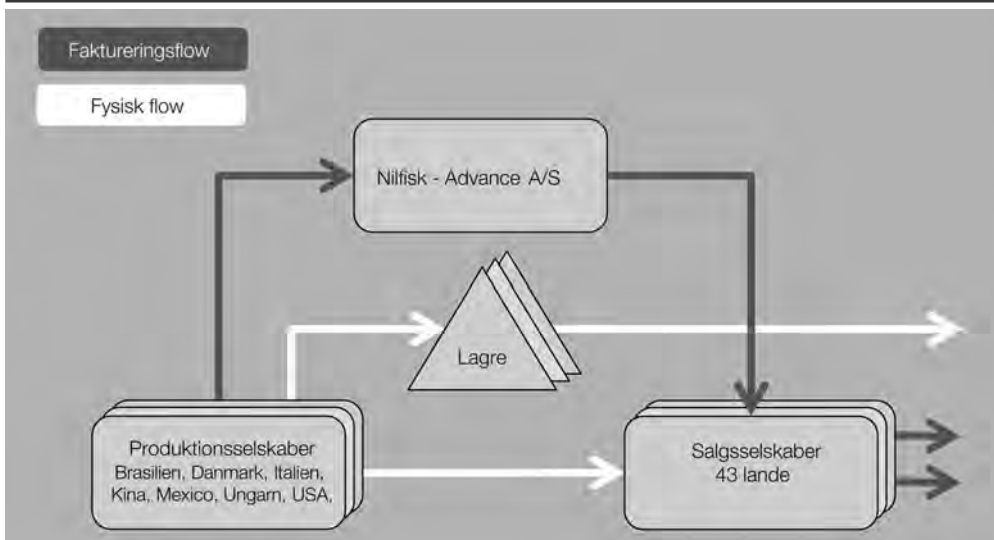 Faktureringsflow
Fysisk flow
Nilfisk - Advance A/S
Lagre
Produktionsselskaber
Brasilien, Danmark, Italien,
Kina, Mexico, Ungarn, USA,
Salgsselskaber
43 lande